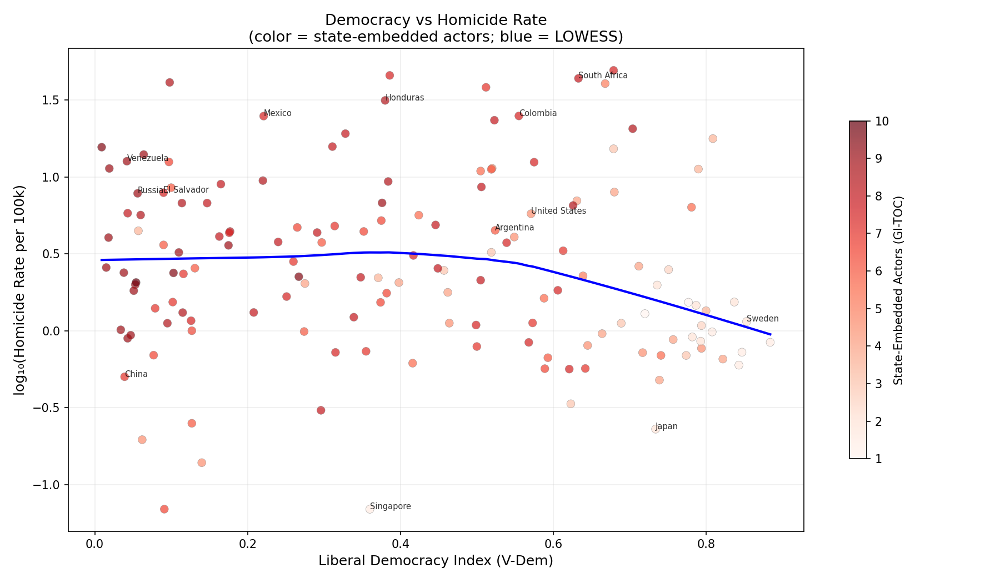 Democracy vs Homicide Rate
(color = state-embedded actors; blue = LOWESS)
South Africa
Honduras
Mexico
Colombia
Venezuela
Russia
El Salvador
United States
Argentina
Sweden
China
Japan
Singapore
1.5
1.0
0.5
0.0
−0.5
−1.0
log₁₀(Homicide Rate per 100k)
0.0 0.2 0.4 0.6 0.8
Liberal Democracy Index (V-Dem)
10
9
8
7
6
5
4
3
2
1
State-Embedded Actors (GI-TOC)